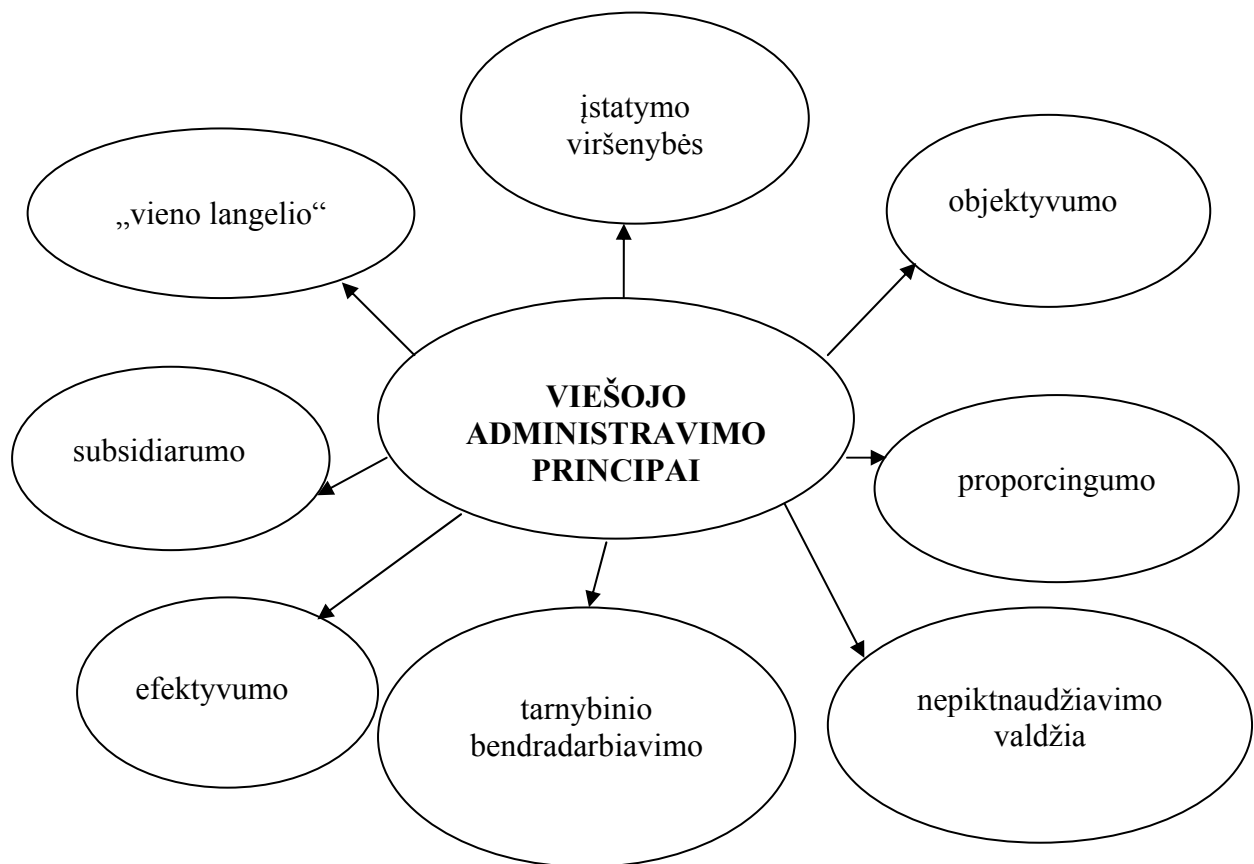 įstatymo
viršenybės
„vieno langelio“
objektyvumo
VIEŠOJO
ADMINISTRAVIMO
PRINCIPAI
subsidiarumo
proporcingumo
efektyvumo
tarnybinio
bendradarbiavimo
nepiktnaudžiavimo
valdžia